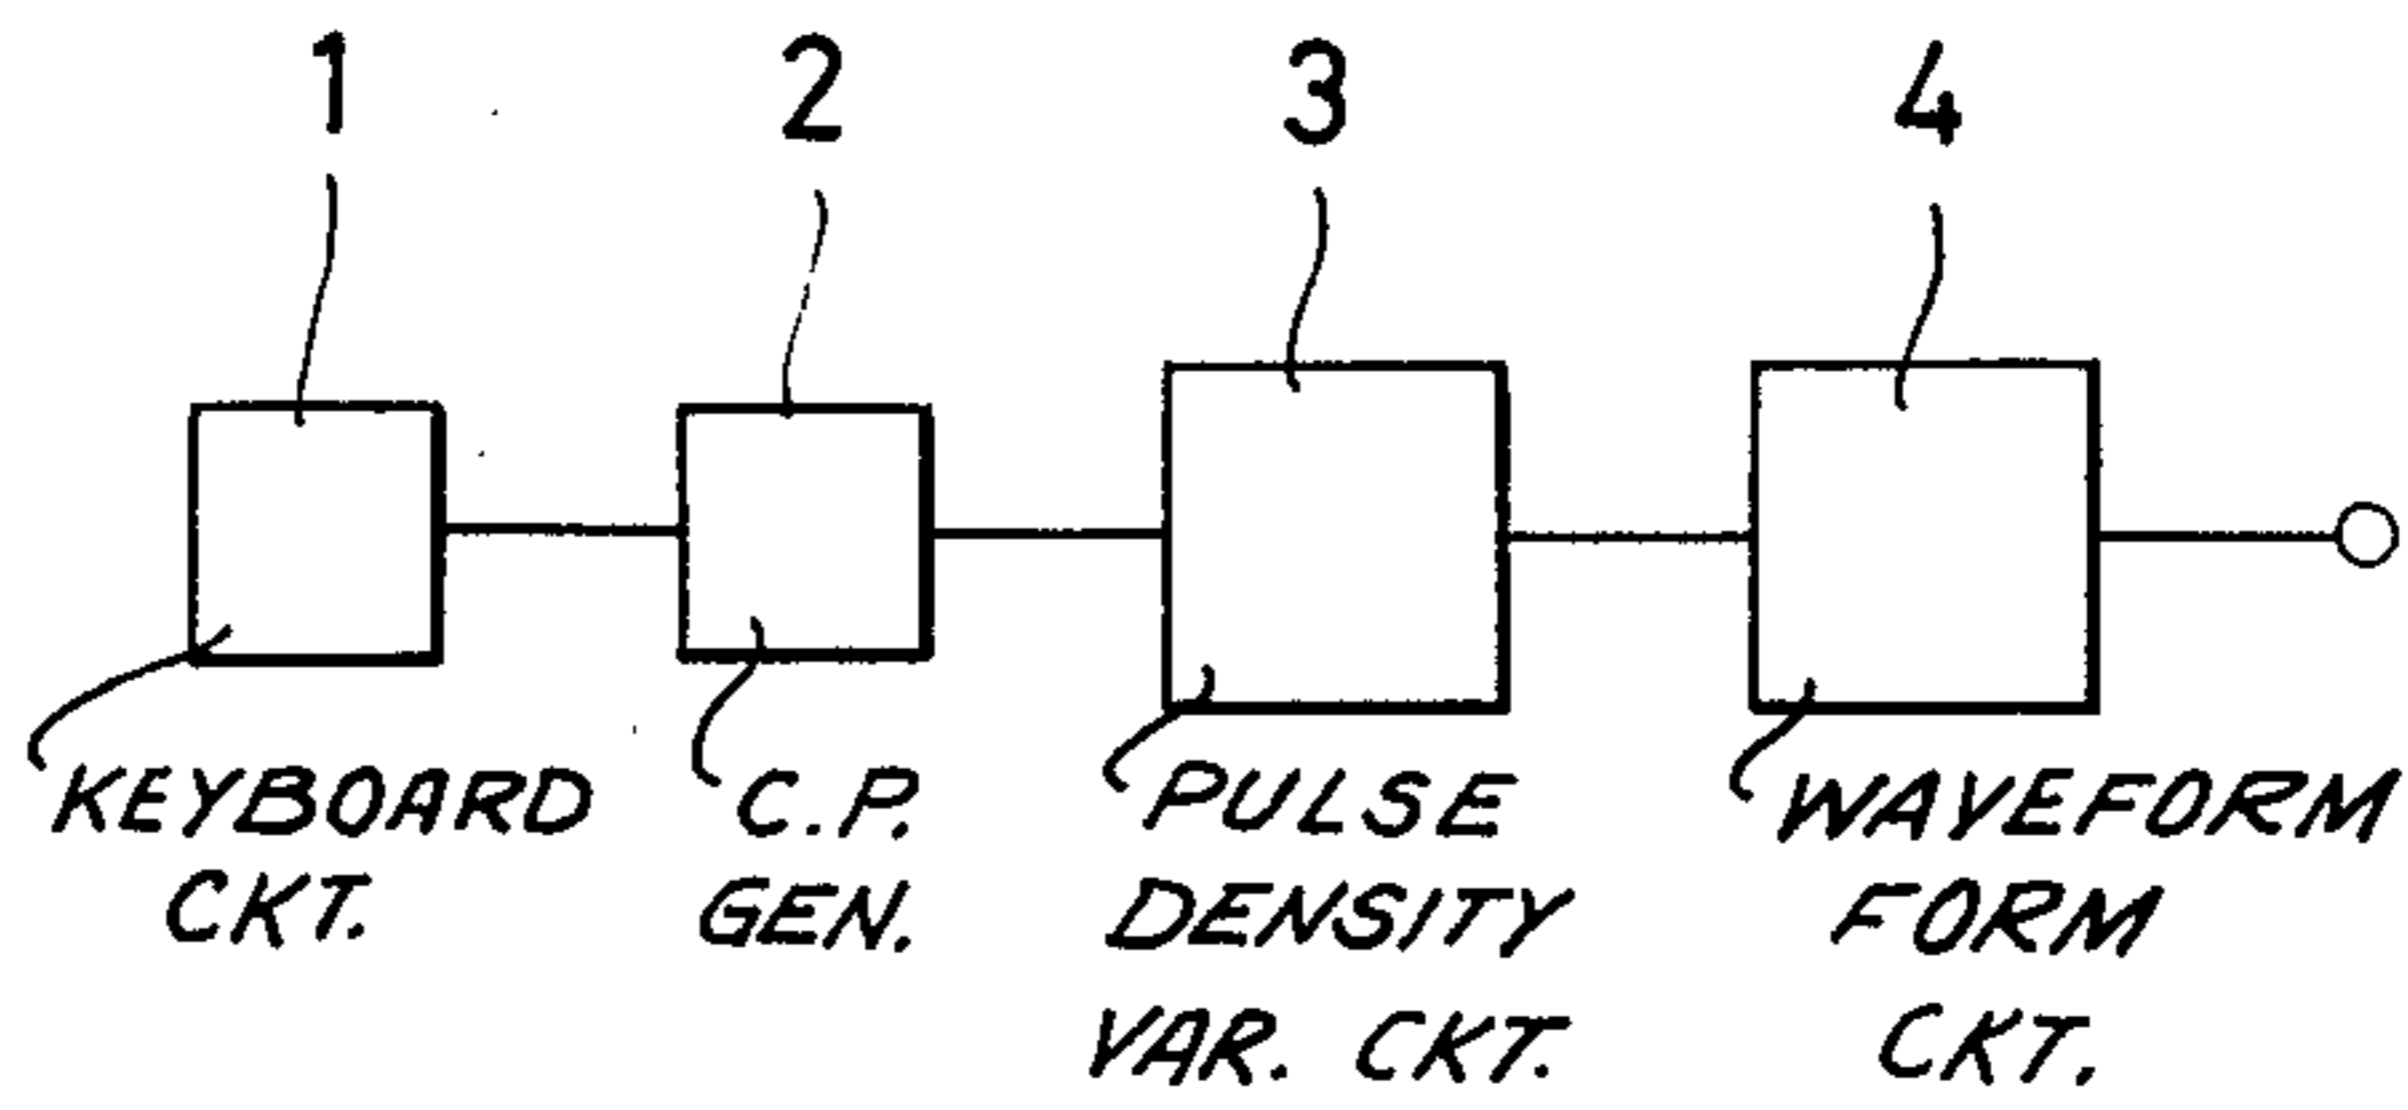 1
2
3
4
KEYBOARD
CKT.
C.P.
GEN.
PULSE
DENSITY
VAR. CKT.
WAVEFORM
FORM
CKT.